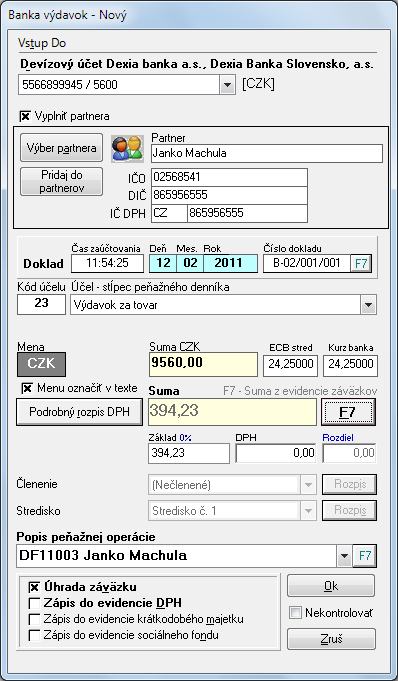 Banka výdavok - Nový
Vstup Do
Devízový účet Dexia banka a.s., Dexia Banka Slovensko, a.s.
5566899945 / 5600 [CZK]
Vyplniť partnera
Výber partnera
Partner
Janko Machula
Pridaj do partnerov
IČO 02568541
DIČ 865956555
IČ DPH CZ 865956555
Čas zaúčtovania Deň Mes. Rok Číslo dokladu
Doklad 11:54:25 12 02 2011 B-02/001/001 F7
Kód účelu Účel - stĺpec peňažného denníka
23 Výdavok za tovar
Mena Suma CZK ECB stred Kurz banka
CZK 9560,00 24,25000 24,25000
Menu označiť v texte Suma F7 - Suma z evidencie záväzkov
Podrobný rozpis DPH 394,23 F7
Základ 0% DPH Rozdiel
394,23 0,00 0,00
Členenie (Nečlenené) Rozpis
Stredisko Stredisko č. 1 Rozpis
Popis peňažnej operácie
DF11003 Janko Machula F7
Úhrada záväzku
Zápis do evidencie DPH
Zápis do evidencie krátkodobého majetku
Zápis do evidencie sociálneho fondu
Ok
Nekontrolovať
Zruš